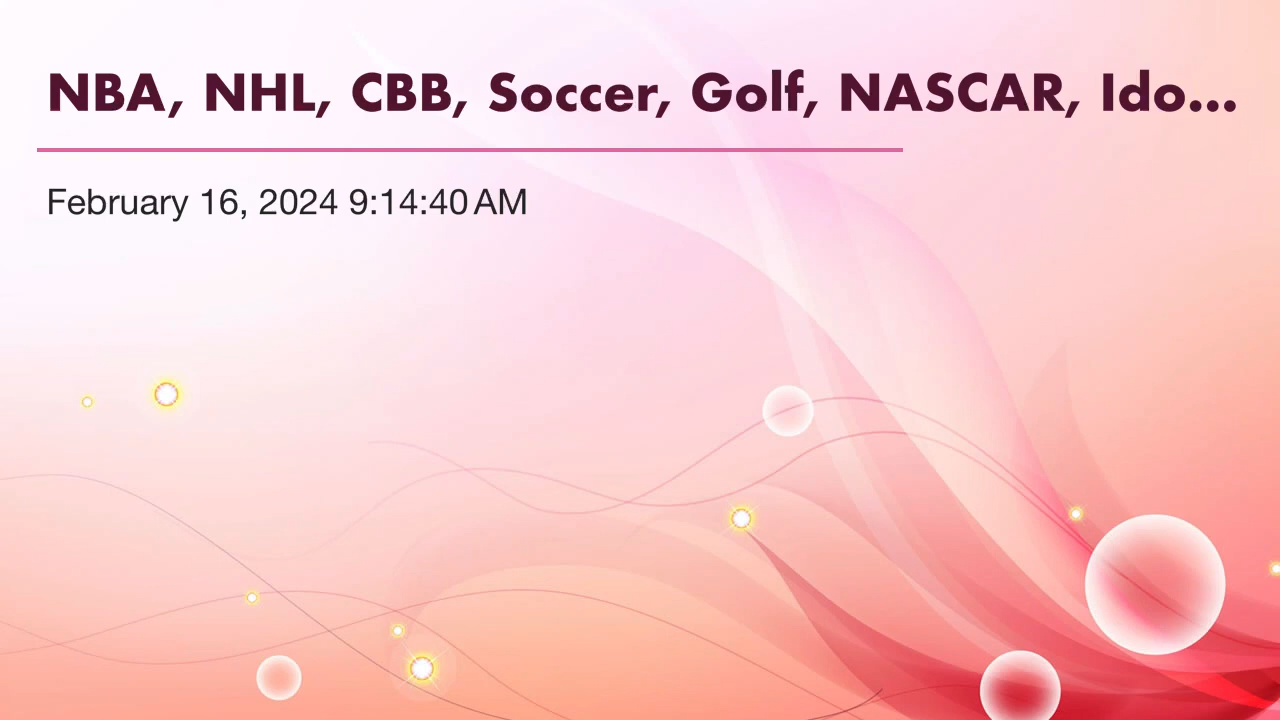 NBA, NHL, CBB, Soccer, Golf, NASCAR, Ido...
February 16, 2024 9:14:40 AM